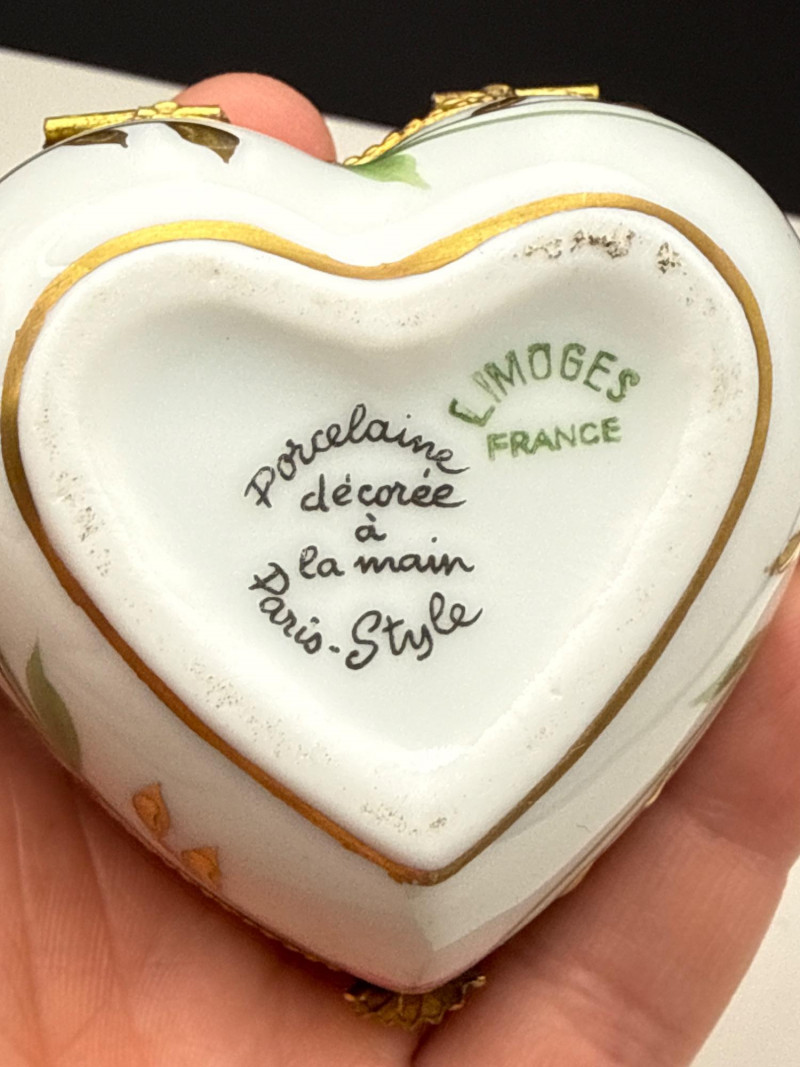 LIMOGES
FRANCE
Porcelaine
décorée
à
la main
Paris-Style